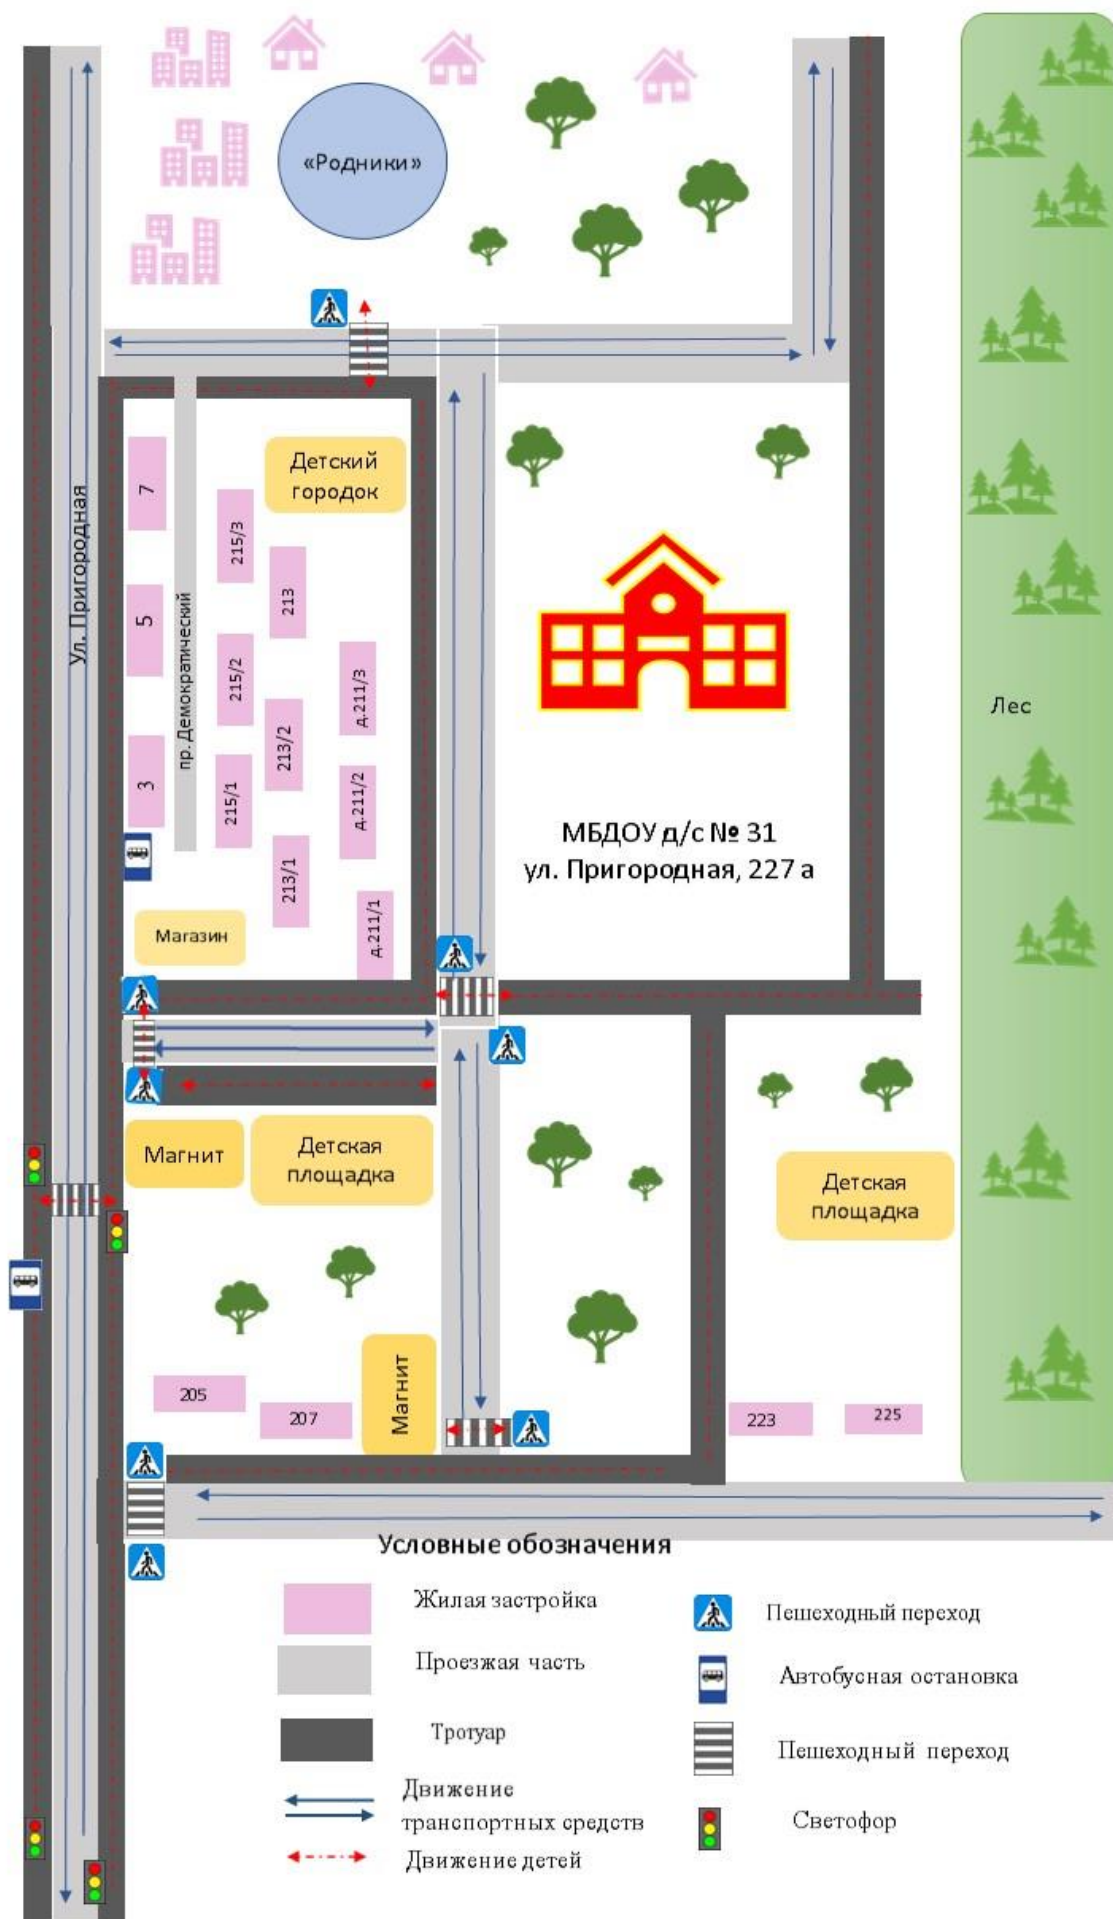 «Родники»
Детский
городок
Ул. Пригородная
пр. Демократический
7
5
3
215/3
215/2
215/1
213
213/2
213/1
д.211/3
д.211/2
д.211/1
Лес
МБДОУ д/с № 31
ул. Пригородная, 227 а
Магазин
Магнит
Детская
площадка
Детская
площадка
205
207
Магнит
223
225
Условные обозначения
Жилая застройка
Проезжая часть
Тротуар
Движение
транспортных средств
Движение детей
Пешеходный переход
Автобусная остановка
Пешеходный переход
Светофор